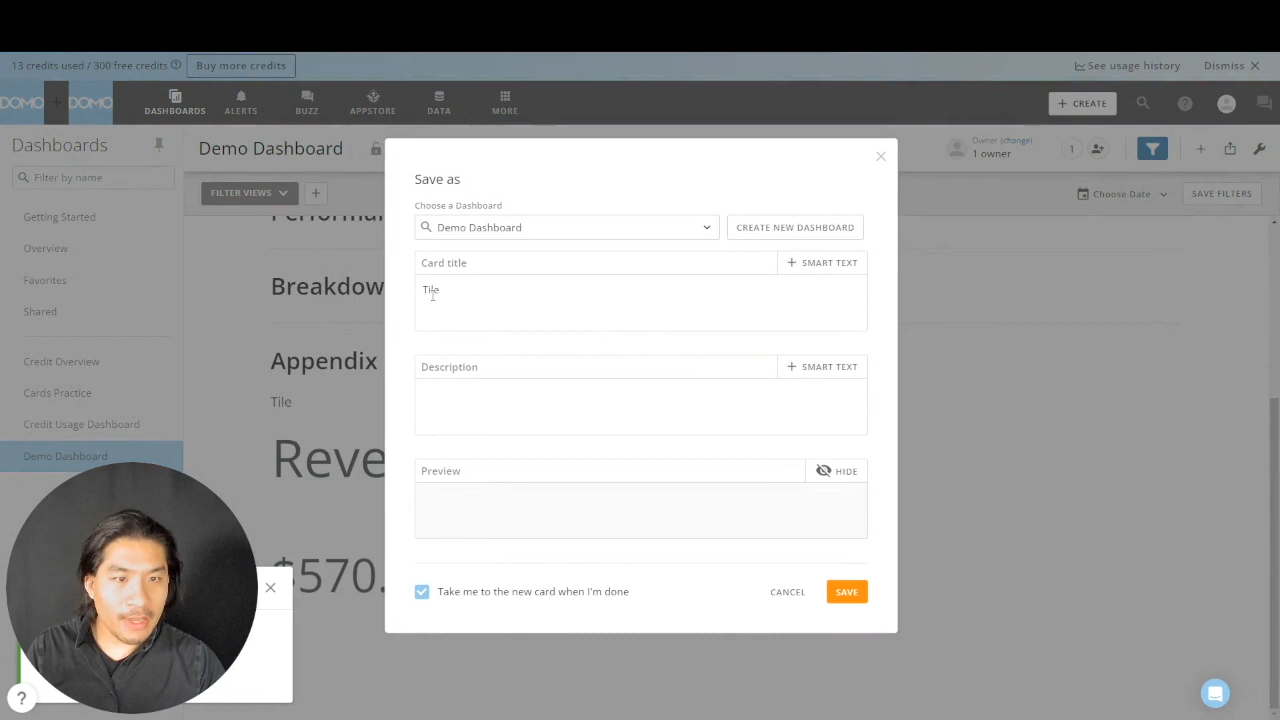 13 credits used / 300 free credits
Buy more credits
See usage history
Dismiss
DOMO + DOMO
DASHBOARDS
ALERTS
BUZZ
APPSTORE
DATA
MORE
+ CREATE
Dashboards
Demo Dashboard
Owner (change)
1 owner
1
Filter by name
FILTER VIEWS
+
Choose Date
SAVE FILTERS
Getting Started
Overview
Favorites
Shared
Credit Overview
Cards Practice
Credit Usage Dashboard
Demo Dashboard
Breakdow
Appendix
Tile
Reve
$570.
Save as
Choose a Dashboard
Demo Dashboard
CREATE NEW DASHBOARD
Card title
+ SMART TEXT
Tile
Description
+ SMART TEXT
Preview
HIDE
Take me to the new card when I'm done
CANCEL
SAVE
?